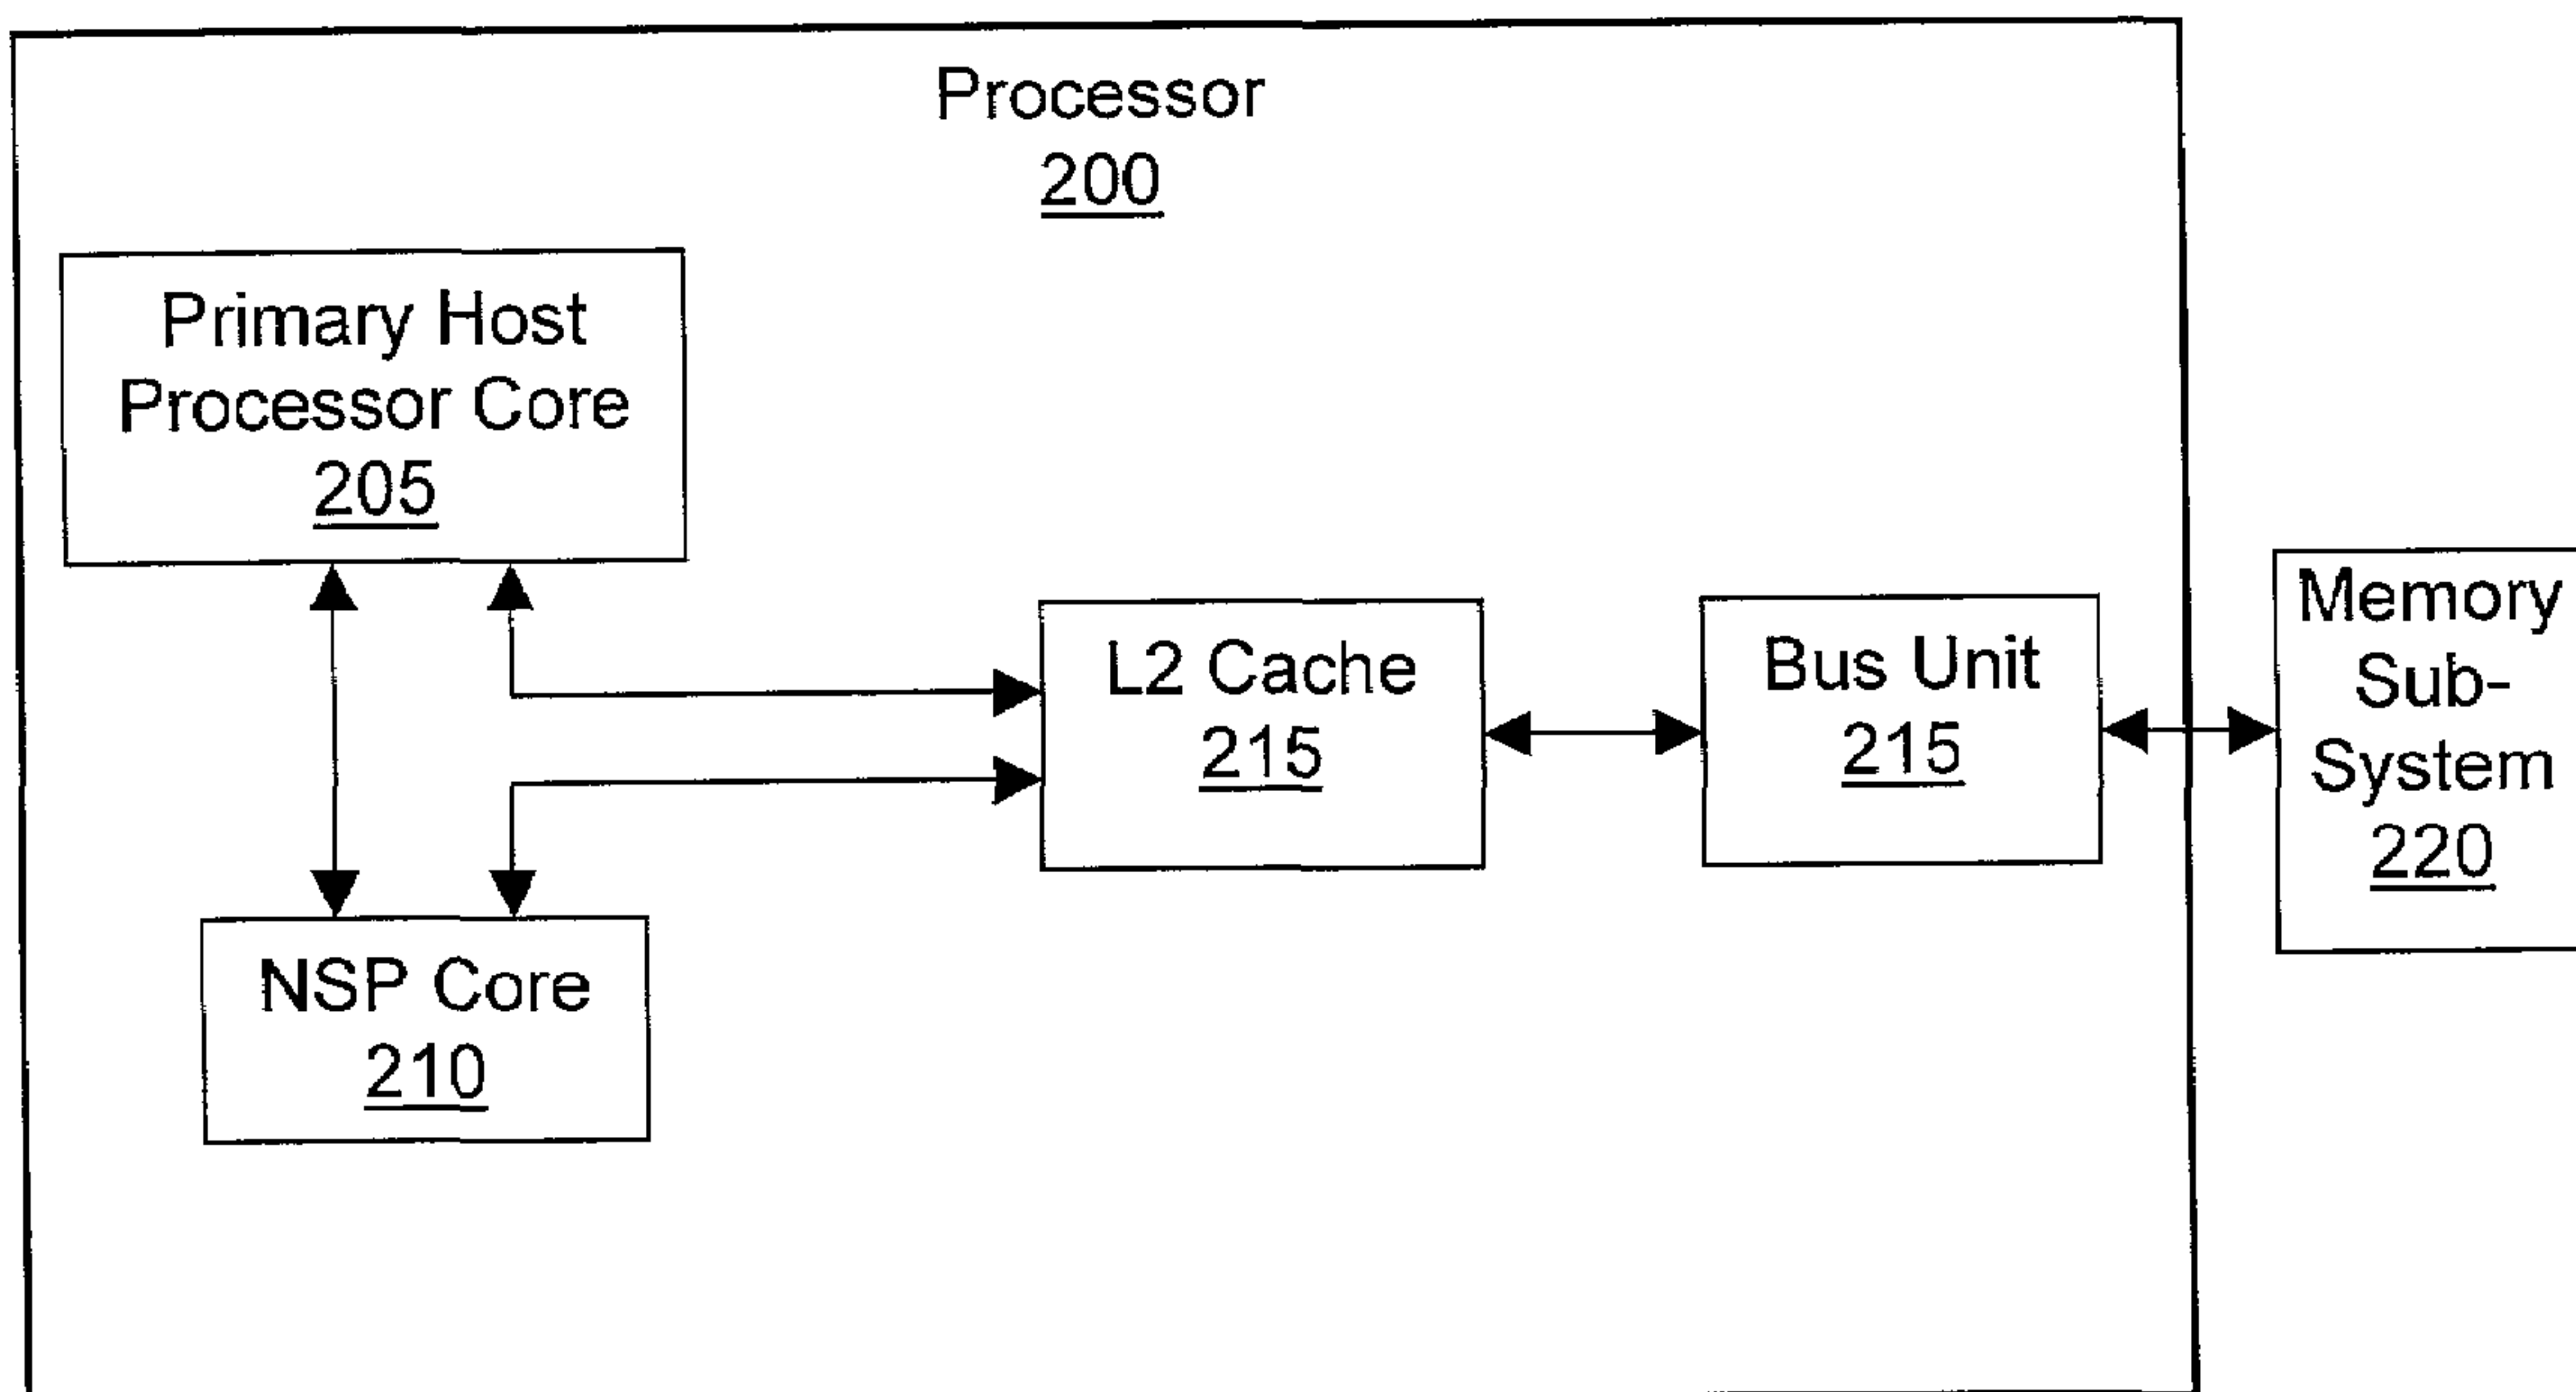 Processor
200
Primary Host
Processor Core
205
L2 Cache
215
Bus Unit
215
Memory
Sub-
System
220
NSP Core
210